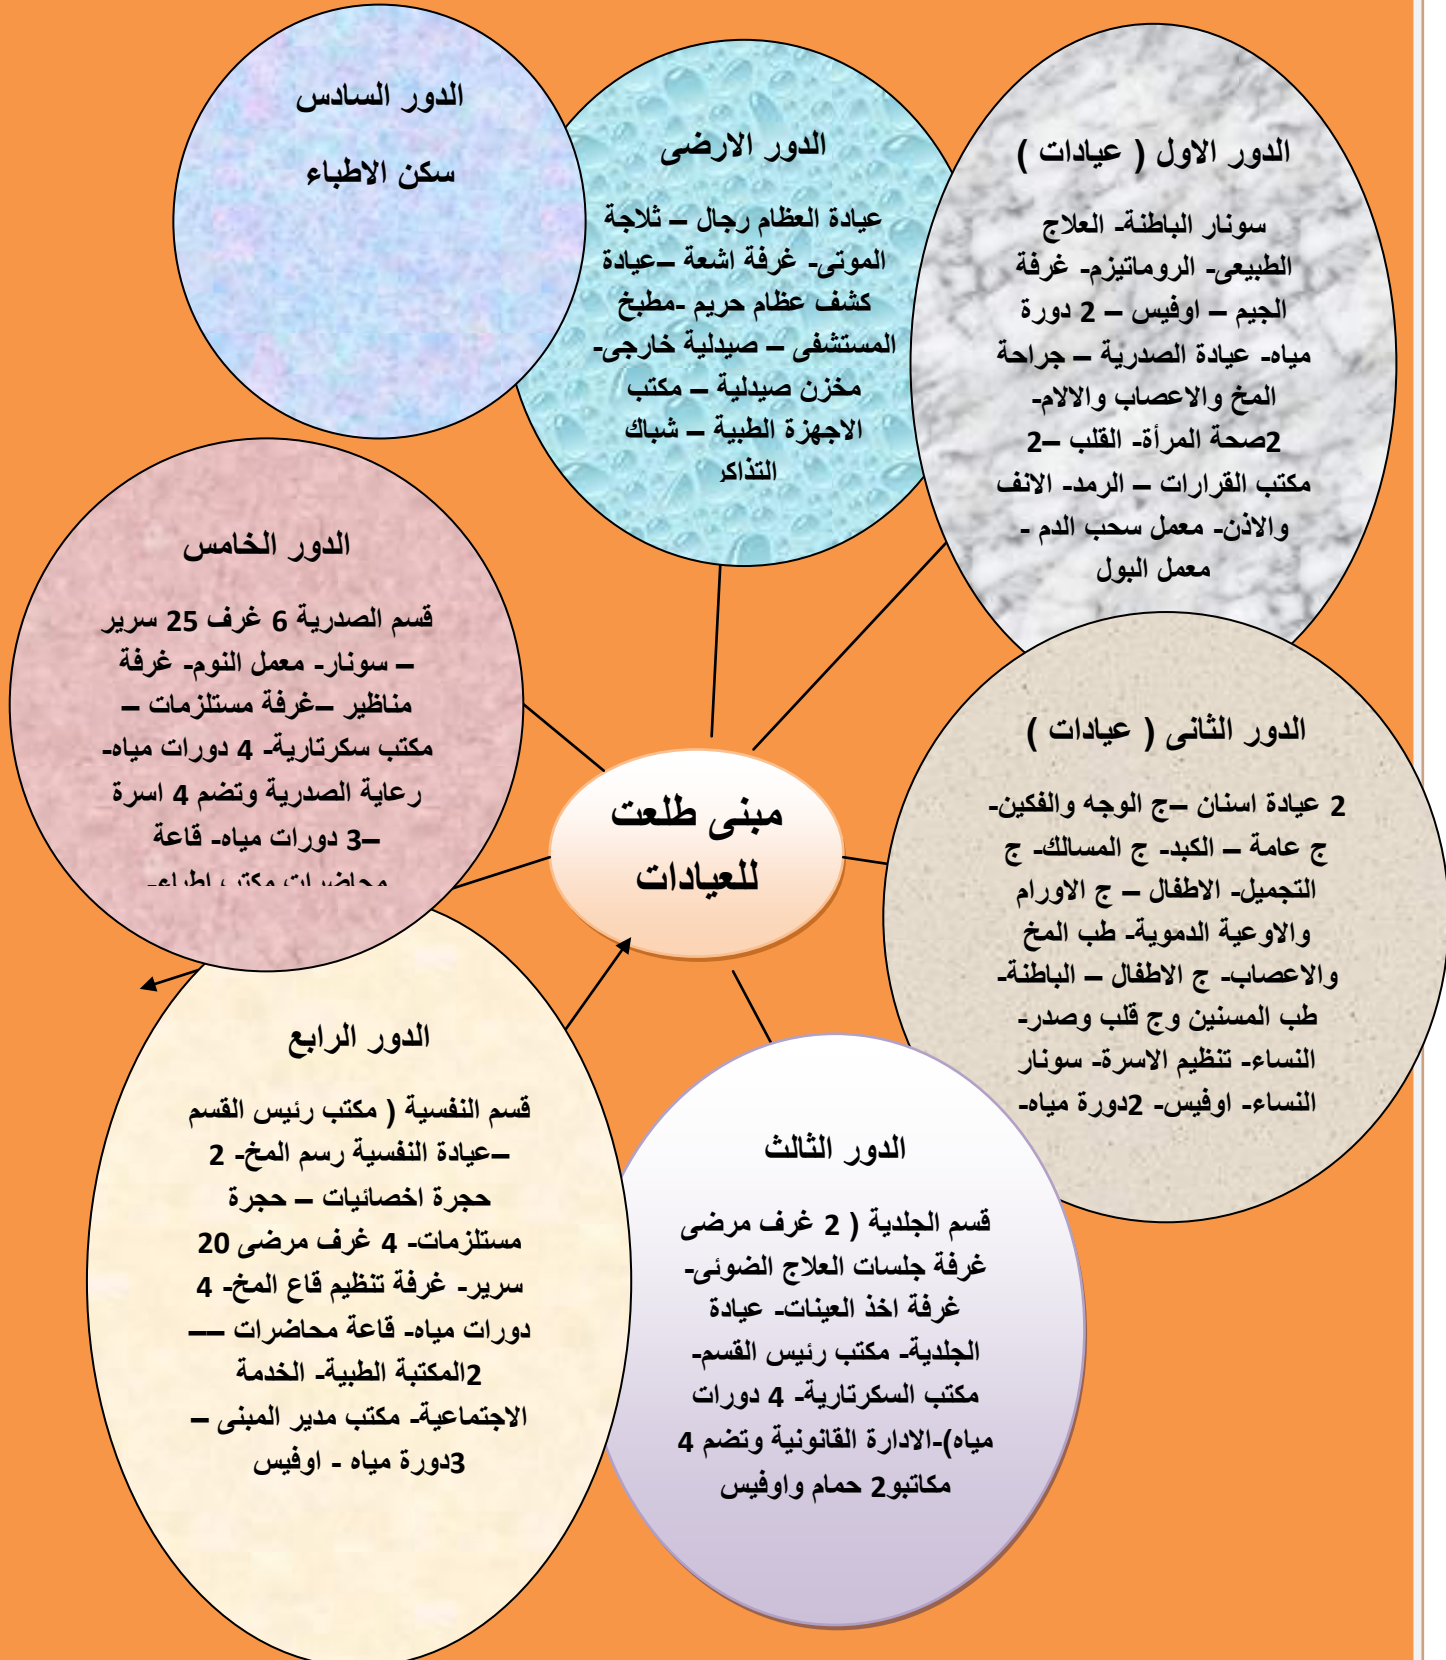 مبنى طلعت
للعيادات
الدور الارضى
عيادة العظام رجال – ثلاجة
الموتى- غرفة اشعة –عيادة
كشف عظام حريم -مطبخ
المستشفى – صيدلية خارجى-
مخزن صيدلية – مكتب
الاجهزة الطبية – شباك
التذاكر
الدور الاول ( عيادات )
سونار الباطنة- العلاج
الطبيعى- الروماتيزم- غرفة
الجيم – اوفيس – 2 دورة
مياه- عيادة الصدرية – جراحة
المخ والاعصاب والالام-
2صحة المرأة- القلب –2
مكتب القرارات – الرمد- الانف
والاذن- معمل سحب الدم -
معمل البول
الدور الثانى ( عيادات )
2 عيادة اسنان –ج الوجه والفكين-
ج عامة – الكبد- ج المسالك- ج
التجميل- الاطفال – ج الاورام
والاوعية الدموية- طب المخ
والاعصاب- ج الاطفال – الباطنة-
طب المسنين وج قلب وصدر-
النساء- تنظيم الاسرة- سونار
النساء- اوفيس- 2دورة مياه-
الدور الثالث
قسم الجلدية ( 2 غرف مرضى
غرفة جلسات العلاج الضوئى-
غرفة اخذ العينات- عيادة
الجلدية- مكتب رئيس القسم-
مكتب السكرتارية- 4 دورات
مياه)-الادارة القانونية وتضم 4
مكاتبو2 حمام واوفيس
الدور الرابع
قسم النفسية ( مكتب رئيس القسم
–عيادة النفسية رسم المخ- 2
حجرة اخصائيات – حجرة
مستلزمات- 4 غرف مرضى 20
سرير- غرفة تنظيم قاع المخ- 4
دورات مياه- قاعة محاضرات ––
2المكتبة الطبية- الخدمة
الاجتماعية- مكتب مدير المبنى –
3دورة مياه - اوفيس
الدور الخامس
قسم الصدرية 6 غرف 25 سرير
– سونار- معمل النوم- غرفة
مناظير –غرفة مستلزمات –
مكتب سكرتارية- 4 دورات مياه-
رعاية الصدرية وتضم 4 اسرة
–3 دورات مياه- قاعة
محاضرات مكتب اطباء-
الدور السادس
سكن الاطباء